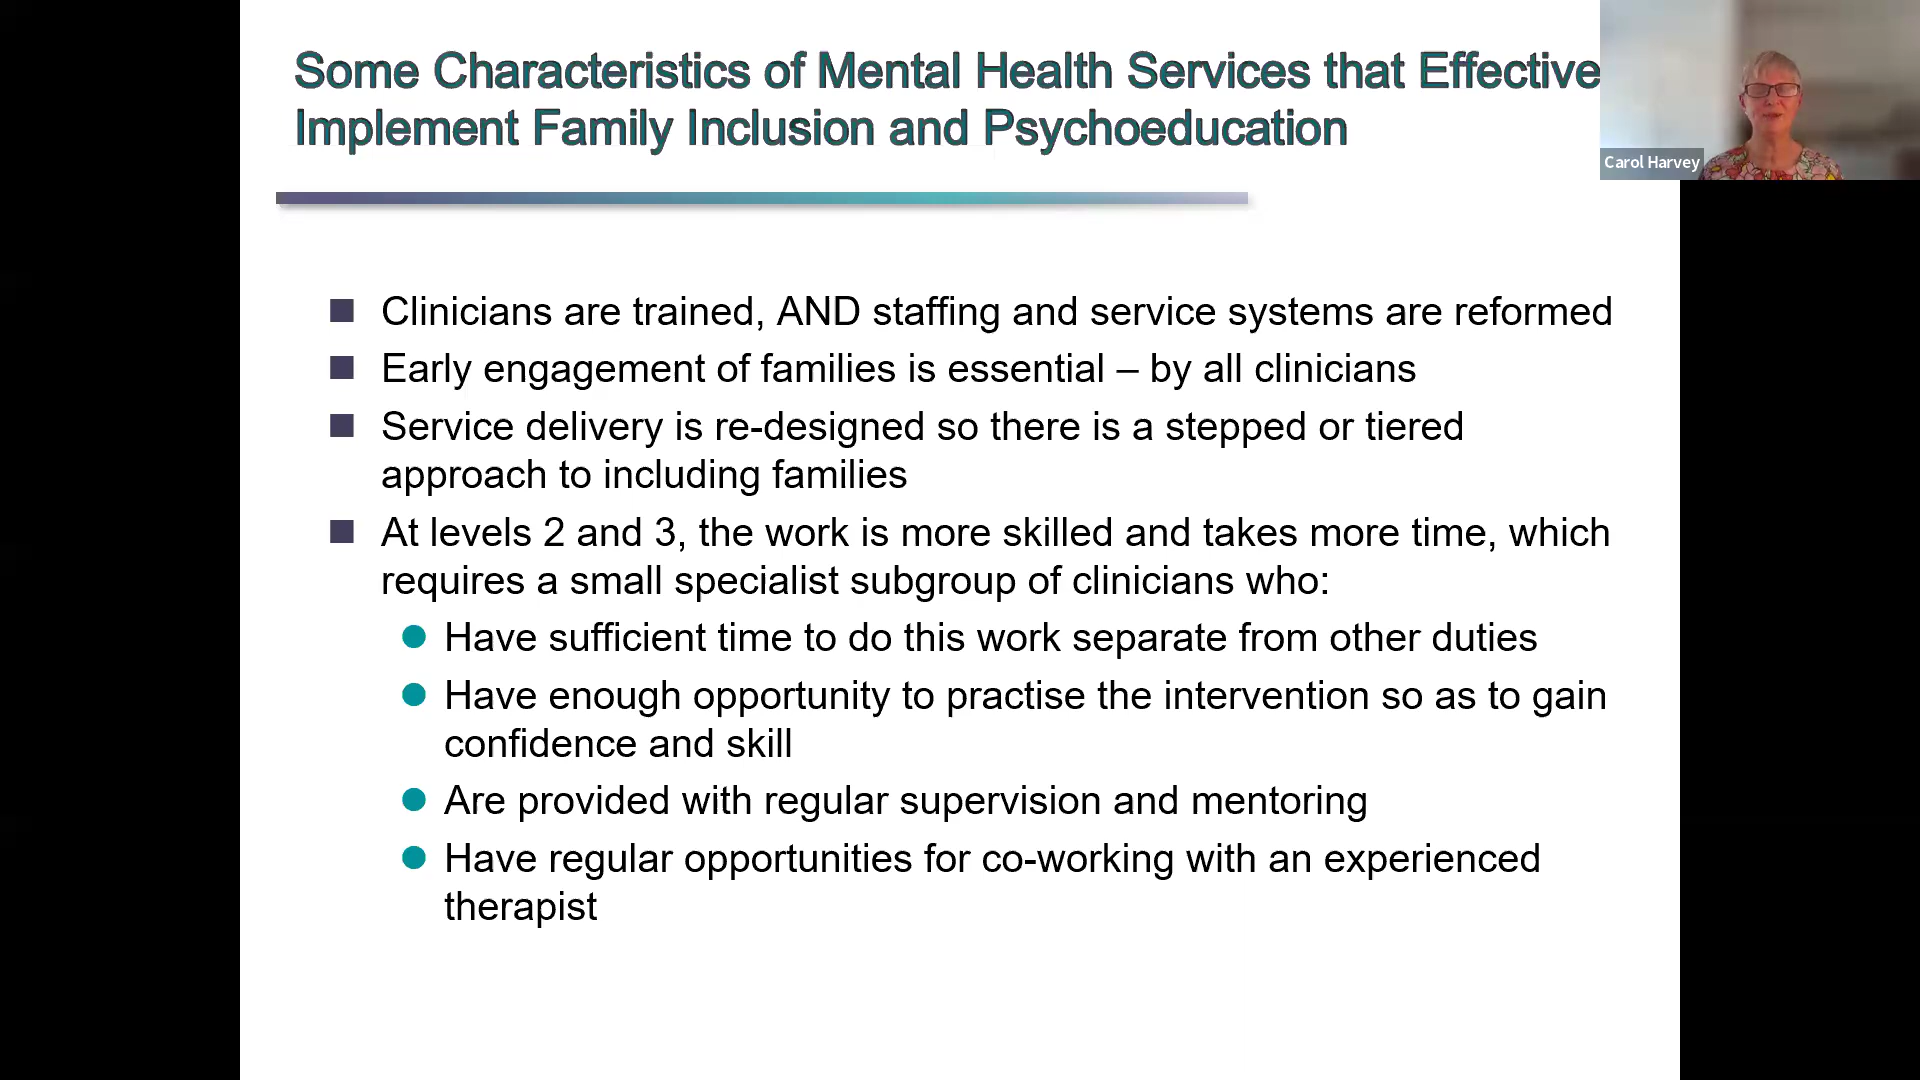 Some Characteristics of Mental Health Services that Effective
Implement Family Inclusion and Psychoeducation
Carol Harvey
Clinicians are trained, AND staffing and service systems are reformed
Early engagement of families is essential – by all clinicians
Service delivery is re-designed so there is a stepped or tiered
approach to including families
At levels 2 and 3, the work is more skilled and takes more time, which
requires a small specialist subgroup of clinicians who:
Have sufficient time to do this work separate from other duties
Have enough opportunity to practise the intervention so as to gain
confidence and skill
Are provided with regular supervision and mentoring
Have regular opportunities for co-working with an experienced
therapist